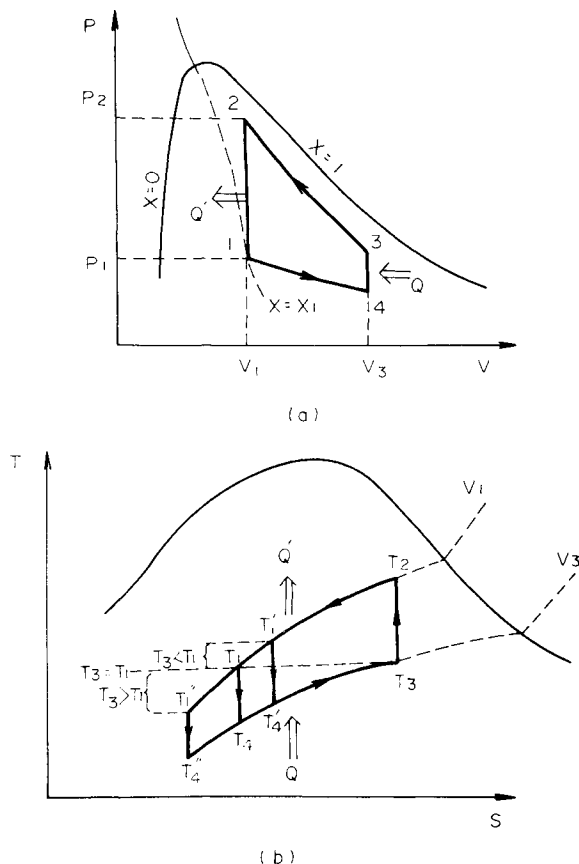 P
P2
2
X=0
X=1
Q'
1
3
P1
Q
X=X1
4
V1
V3
V
(a)
T
V1
V3
Q'
T2
T1'
T3<T1
T1
T3=T1
T3>T1
T3
T1''
T4
T4'
T4''
Q
S
(b)